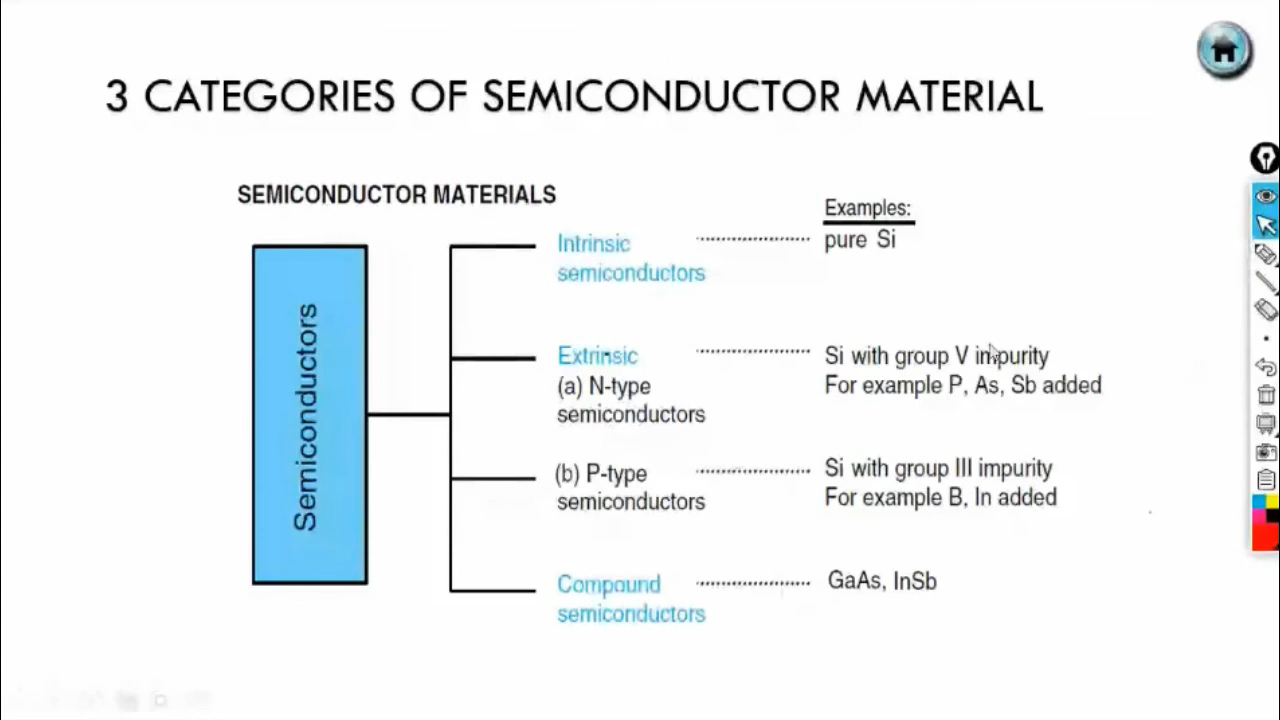 3 CATEGORIES OF SEMICONDUCTOR MATERIAL
SEMICONDUCTOR MATERIALS
Semiconductors
Examples:
Intrinsic
semiconductors
pure Si
Extrinsic
(a) N-type
semiconductors
Si with group V impurity
For example P, As, Sb added
(b) P-type
semiconductors
Si with group III impurity
For example B, In added
Compound
semiconductors
GaAs, InSb